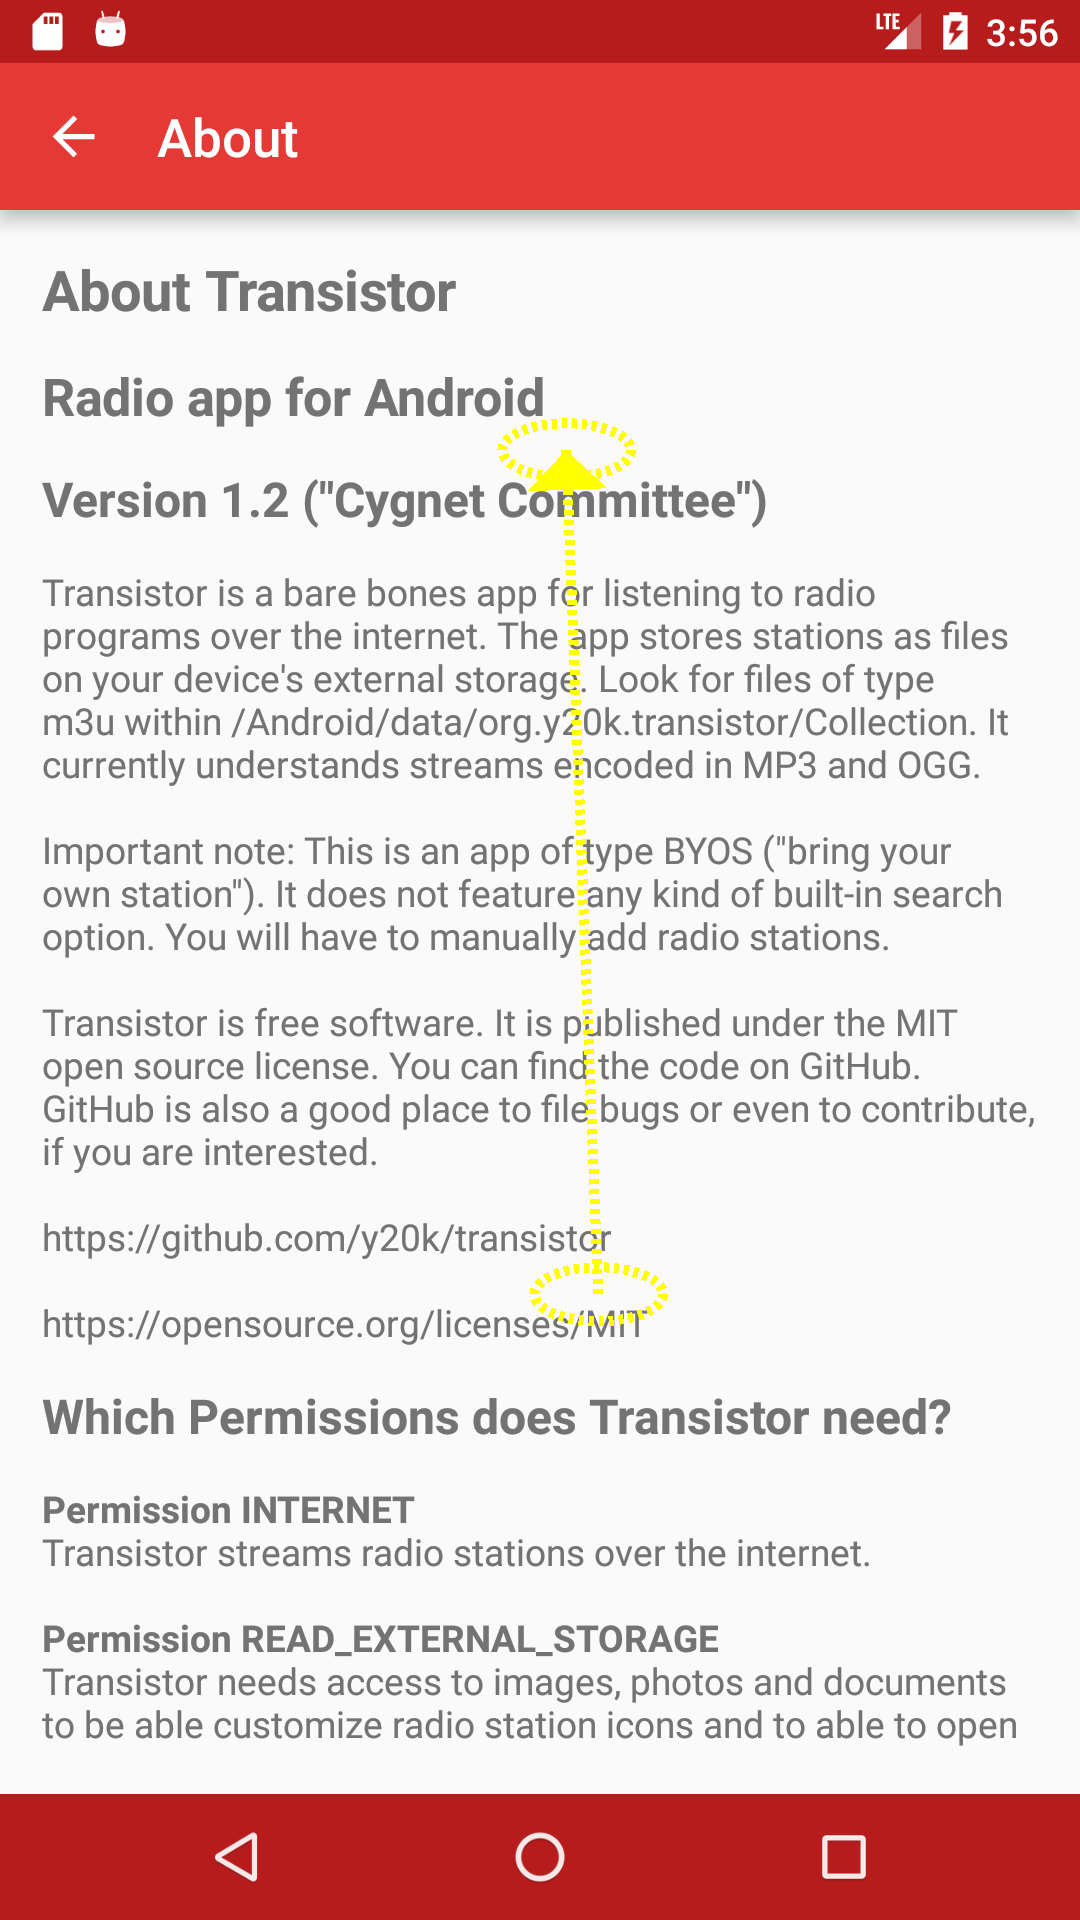 LTE 3:56
About
About Transistor
Radio app for Android
Version 1.2 ("Cygnet Committee")
Transistor is a bare bones app for listening to radio
programs over the internet. The app stores stations as files
on your device's external storage. Look for files of type
m3u within /Android/data/org.y20k.transistor/Collection. It
currently understands streams encoded in MP3 and OGG.
Important note: This is an app of type BYOS ("bring your
own station"). It does not feature any kind of built-in search
option. You will have to manually add radio stations.
Transistor is free software. It is published under the MIT
open source license. You can find the code on GitHub.
GitHub is also a good place to file bugs or even to contribute,
if you are interested.
https://github.com/y20k/transistor
https://opensource.org/licenses/MIT
Which Permissions does Transistor need?
Permission INTERNET
Transistor streams radio stations over the internet.
Permission READ_EXTERNAL_STORAGE
Transistor needs access to images, photos and documents
to be able customize radio station icons and to able to open